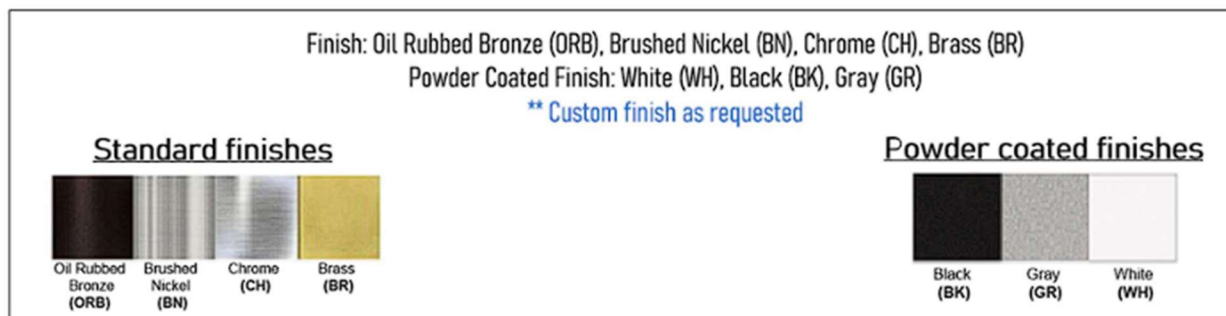 Finish: Oil Rubbed Bronze (ORB), Brushed Nickel (BN), Chrome (CH), Brass (BR)
Powder Coated Finish: White (WH), Black (BK), Gray (GR)
** Custom finish as requested
Standard finishes
Oil Rubbed
Bronze
(ORB)
Brushed
Nickel
(BN)
Chrome
(CH)
Brass
(BR)
Powder coated finishes
Black
(BK)
Gray
(GR)
White
(WH)